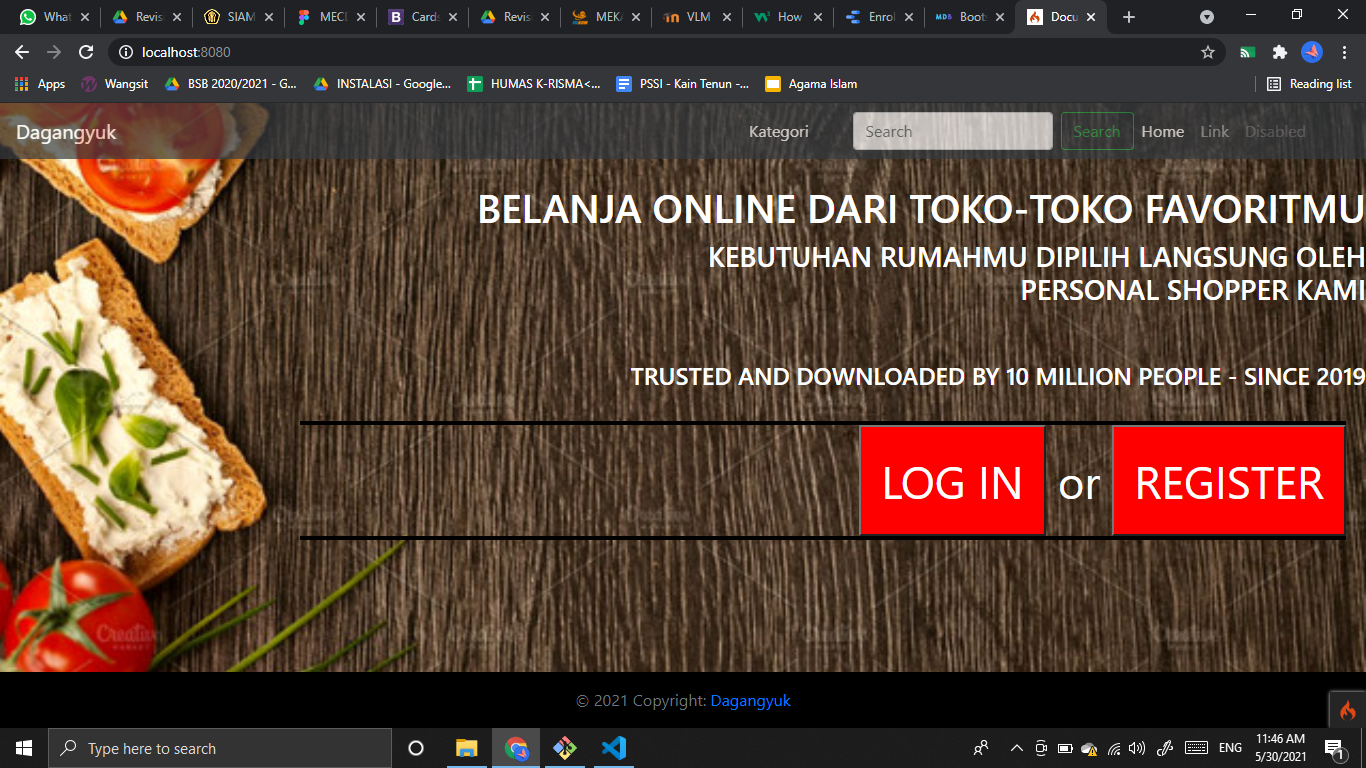 What
Revis
SIAM
MECI
Cards
Revis
MEKA
VLM
How
Enrol
Boots
Docu
localhost:8080
Apps
Wangsit
BSB 2020/2021 - G...
INSTALASI - Google...
HUMAS K-RISMA<...
PSSI - Kain Tenun -...
Agama Islam
Reading list
Dagangyuk
Kategori
Search
Search
Home
Link
Disabled
BELANJA ONLINE DARI TOKO-TOKO FAVORITMU
KEBUTUHAN RUMAHMU DIPILIH LANGSUNG OLEH
PERSONAL SHOPPER KAMI
TRUSTED AND DOWNLOADED BY 10 MILLION PEOPLE - SINCE 2019
LOG IN or REGISTER
Creative
MARKET
© 2021 Copyright: Dagangyuk
Type here to search
ENG
11:46 AM
5/30/2021
1